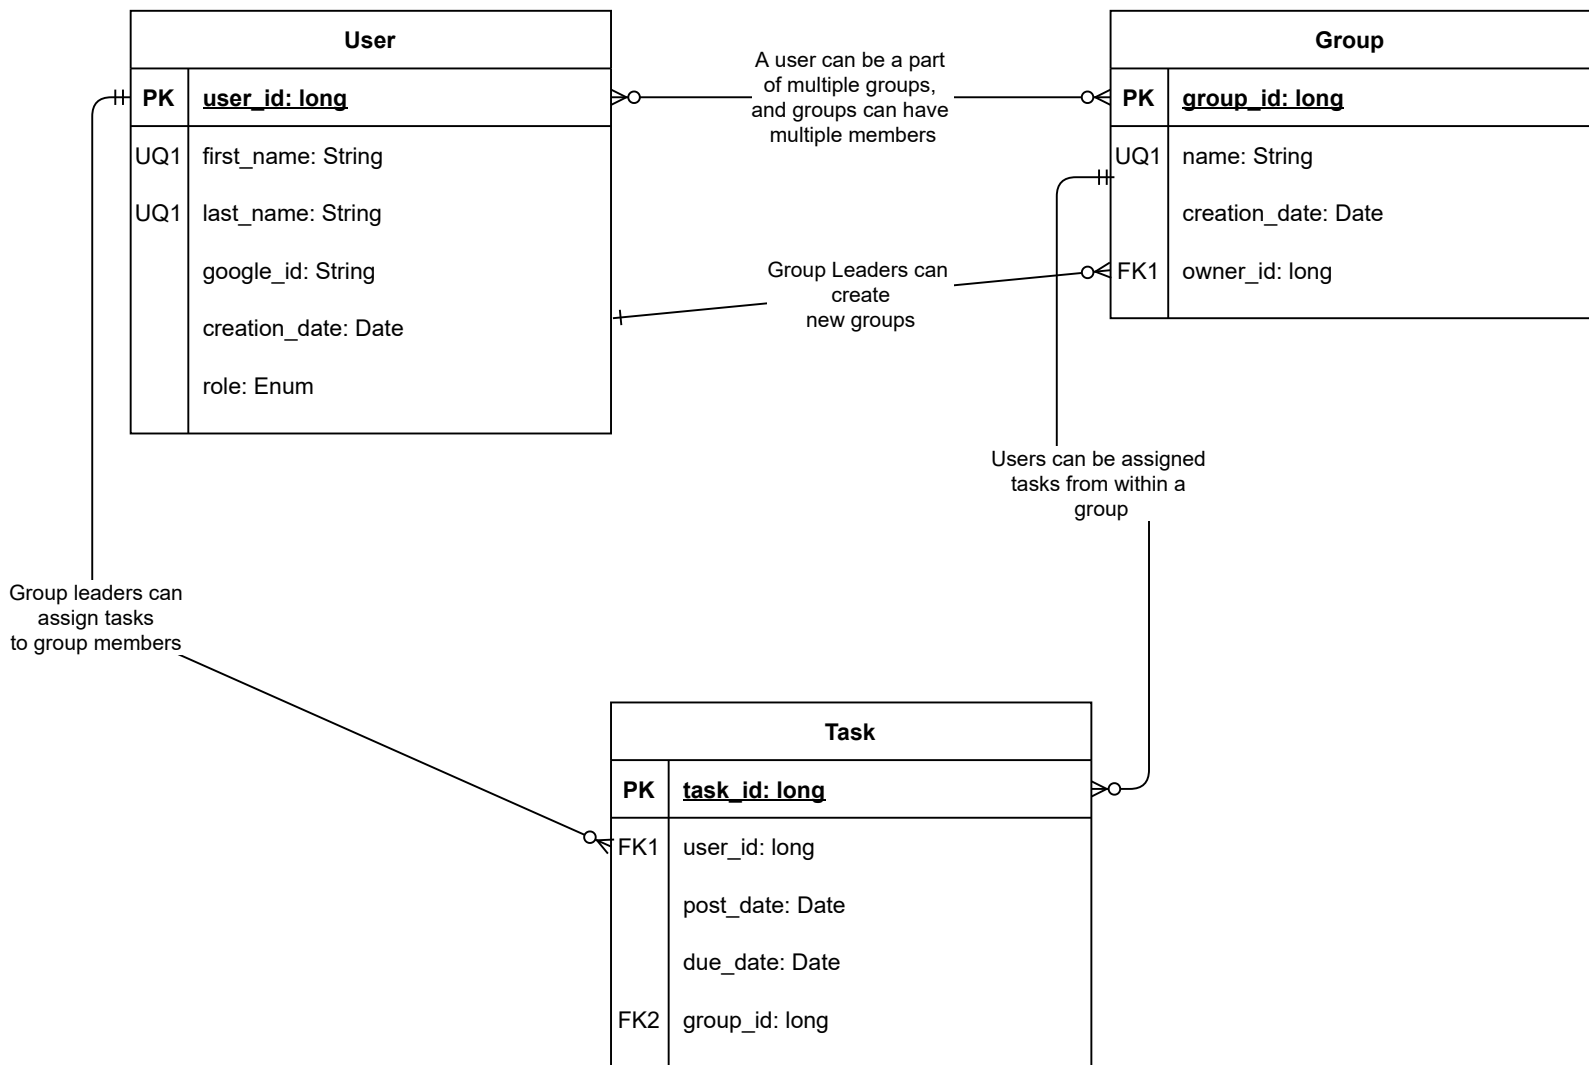 User
PK user_id: long
UQ1 first_name: String
UQ1 last_name: String
google_id: String
creation_date: Date
role: Enum
A user can be a part
of multiple groups,
and groups can have
multiple members
Group
PK group_id: long
UQ1 name: String
creation_date: Date
FK1 owner_id: long
Group Leaders can
create
new groups
Users can be assigned
tasks from within a
group
Group leaders can
assign tasks
to group members
Task
PK task_id: long
FK1 user_id: long
post_date: Date
due_date: Date
FK2 group_id: long